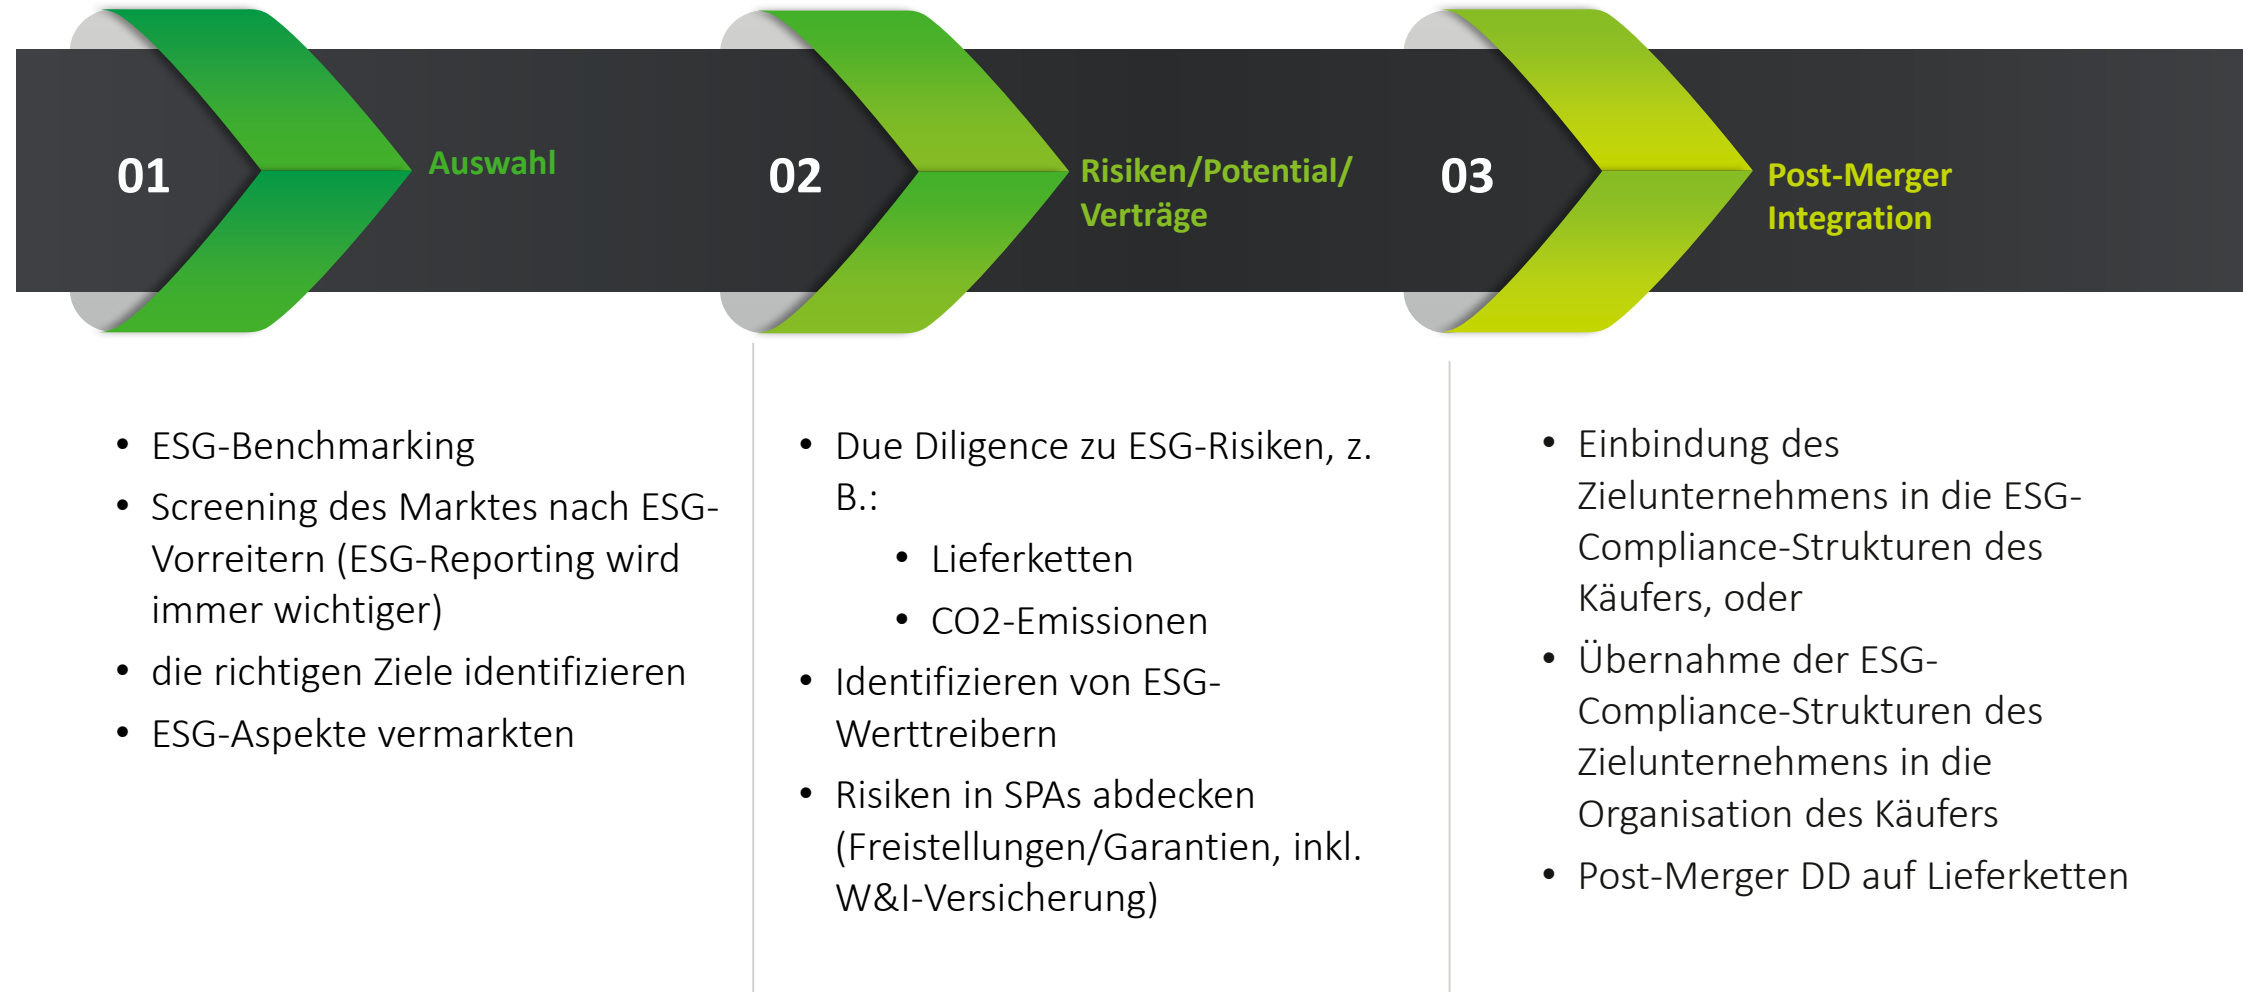 01
Auswahl
02
Risiken/Potential/
Verträge
03
Post-Merger
Integration
• ESG-Benchmarking
• Screening des Marktes nach ESG-
Vorreitern (ESG-Reporting wird
immer wichtiger)
• die richtigen Ziele identifizieren
• ESG-Aspekte vermarkten
• Due Diligence zu ESG-Risiken, z.
B.:
• Lieferketten
• CO2-Emissionen
• Identifizieren von ESG-
Werttreibern
• Risiken in SPAs abdecken
(Freistellungen/Garantien, inkl.
W&I-Versicherung)
• Einbindung des
Zielunternehmens in die ESG-
Compliance-Strukturen des
Käufers, oder
• Übernahme der ESG-
Compliance-Strukturen des
Zielunternehmens in die
Organisation des Käufers
• Post-Merger DD auf Lieferketten